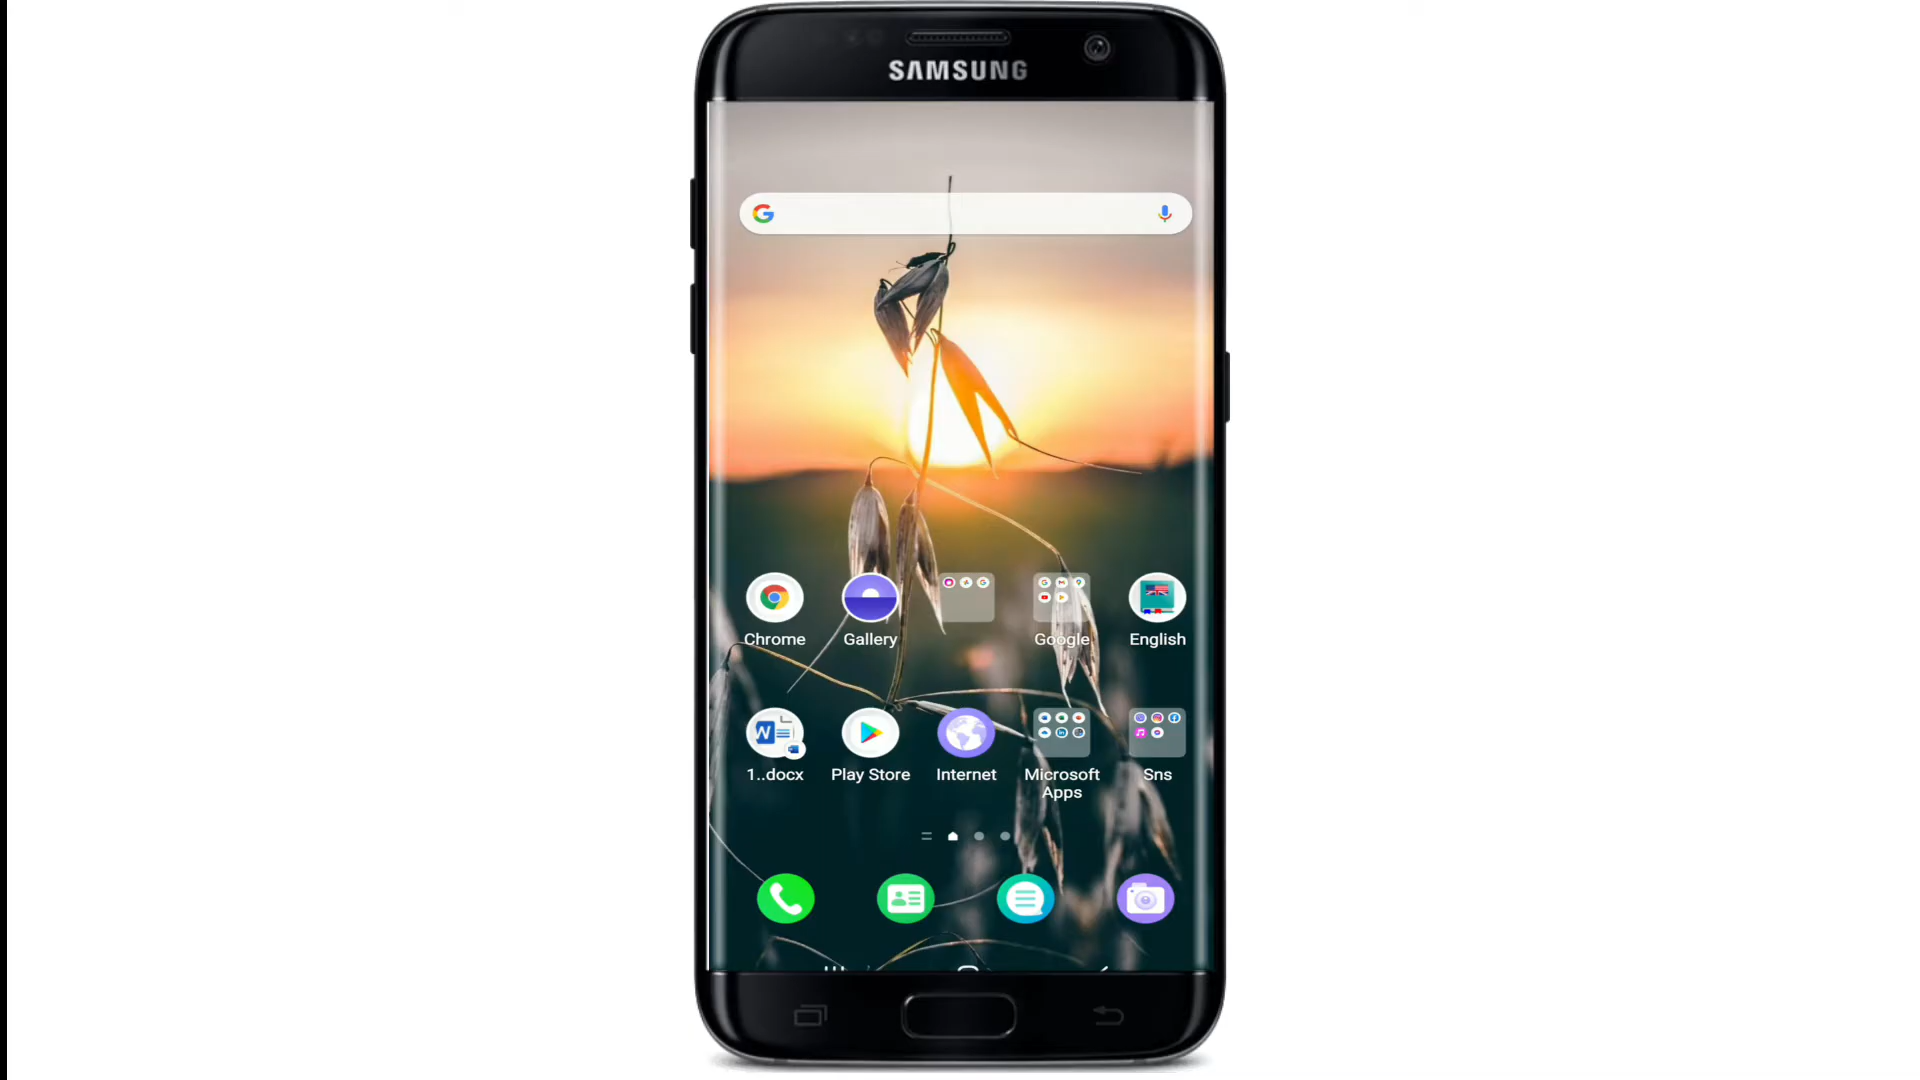 SAMSUNG
Chrome
Gallery
Google
English
1..docx
Play Store
Internet
Microsoft
Apps
Sns